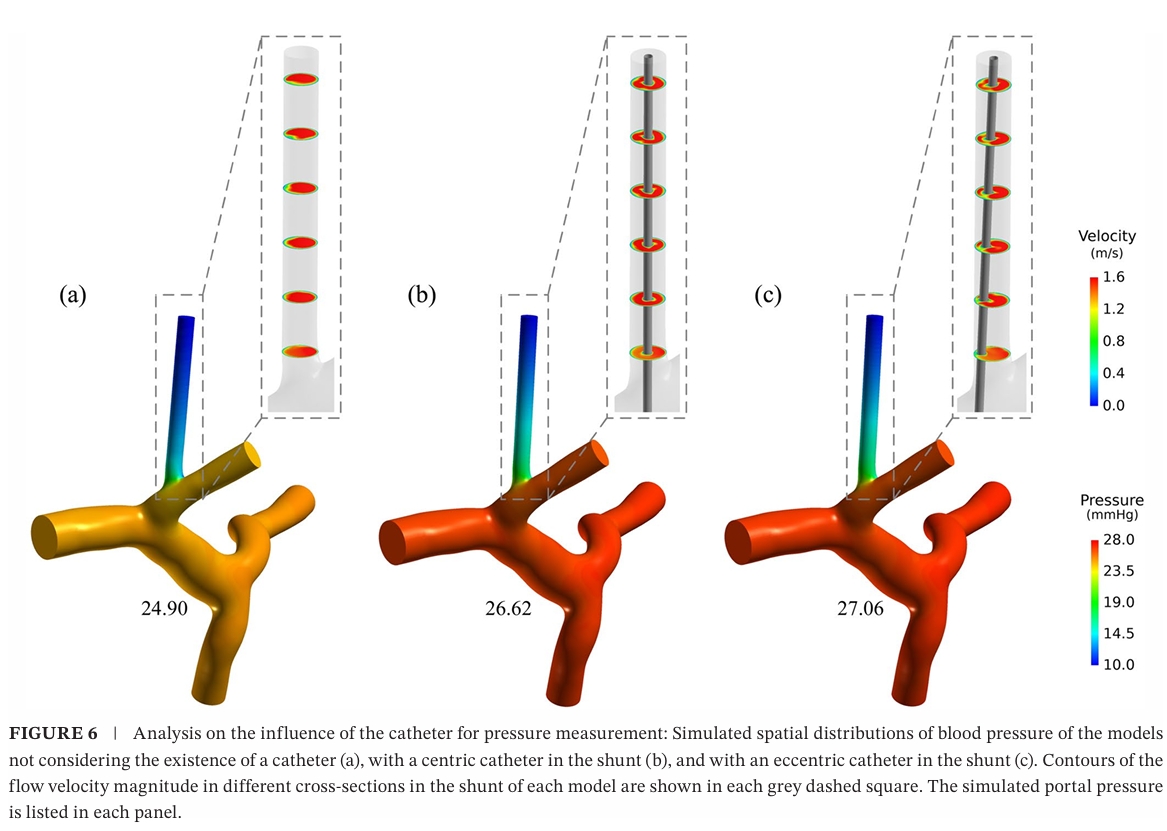 (a)
(b)
(c)
24.90
26.62
27.06
Velocity
(m/s)
1.6
1.2
0.8
0.4
0.0
Pressure
(mmHg)
28.0
23.5
19.0
14.5
10.0
FIGURE 6 | Analysis on the influence of the catheter for pressure measurement: Simulated spatial distributions of blood pressure of the models
not considering the existence of a catheter (a), with a centric catheter in the shunt (b), and with an eccentric catheter in the shunt (c). Contours of the
flow velocity magnitude in different cross-sections in the shunt of each model are shown in each grey dashed square. The simulated portal pressure
is listed in each panel.